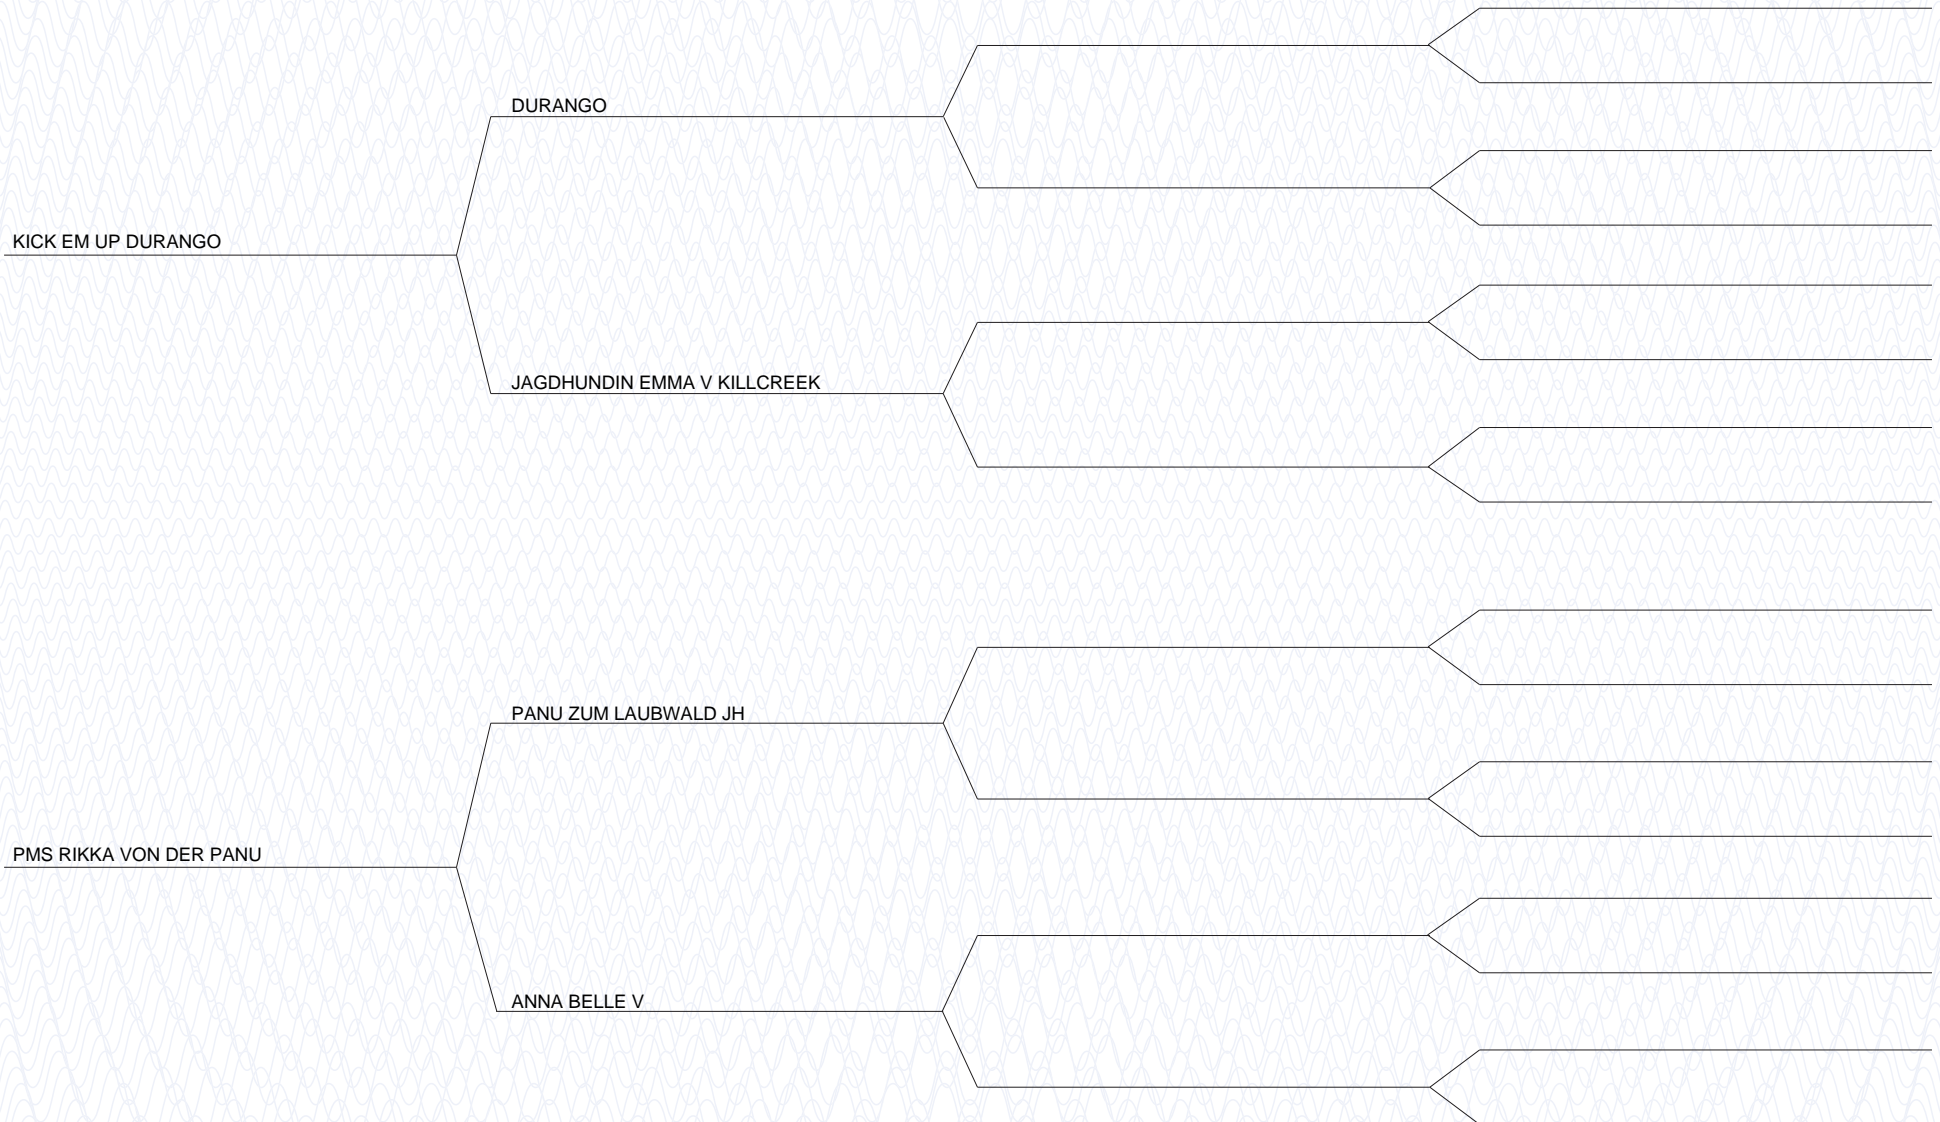 DURANGO
KICK EM UP DURANGO
JAGDHUNDIN EMMA V KILLCREEK
PANU ZUM LAUBWALD JH
PMS RIKKA VON DER PANU
ANNA BELLE V